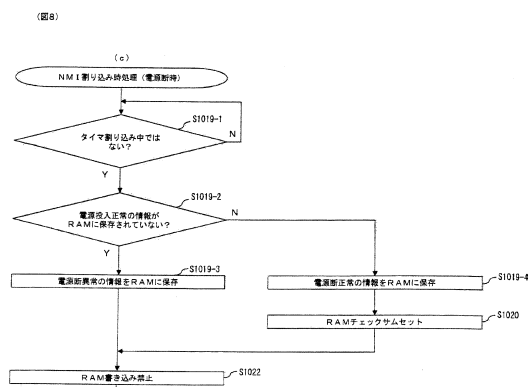 (図8)
(c)
NMI割り込み時処理(電源断時)
S1019-1
タイマ割り込み中では
ない?
N
Y
S1019-2
電源投入正常の情報が
RAMに保存されていない?
N
Y
S1019-3
電源断異常の情報をRAMに保存
S1019-4
電源断正常の情報をRAMに保存
S1020
RAMチェックサムセット
S1022
RAM書き込み禁止